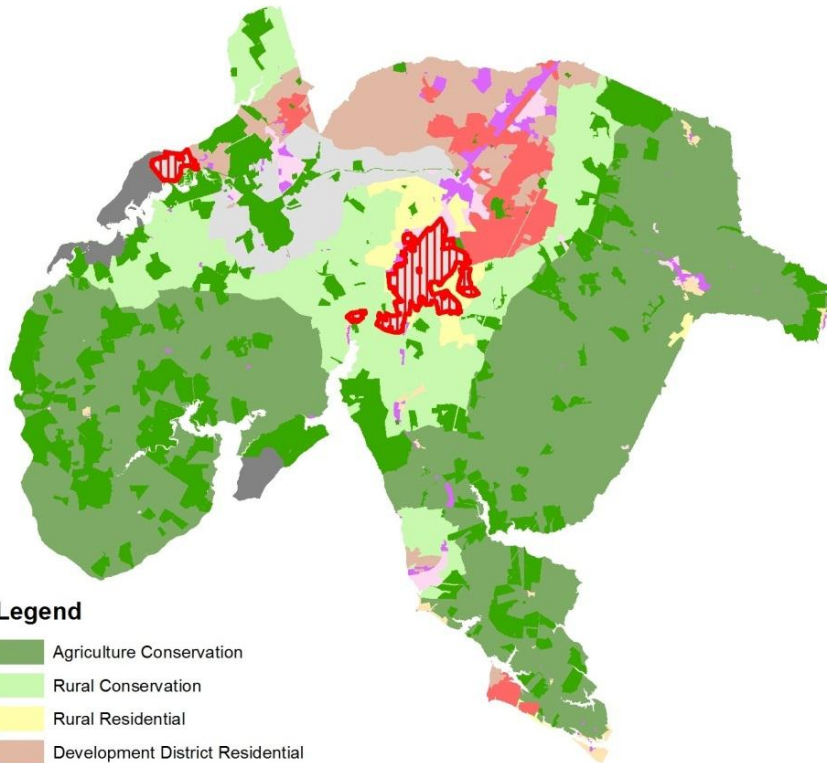 Legend
Agriculture Conservation
Rural Conservation
Rural Residential
Development District Residential